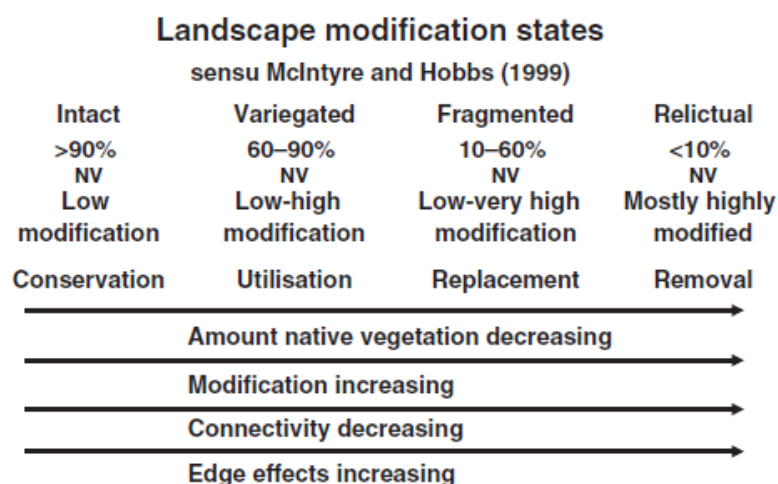 Landscape modification states
sensu McIntyre and Hobbs (1999)
Intact Variegated Fragmented Relictual
>90% 60–90% 10–60% <10%
NV NV NV NV
Low Low-high Low-very high Mostly highly
modification modification modification modified
Conservation Utilisation Replacement Removal
Amount native vegetation decreasing
Modification increasing
Connectivity decreasing
Edge effects increasing